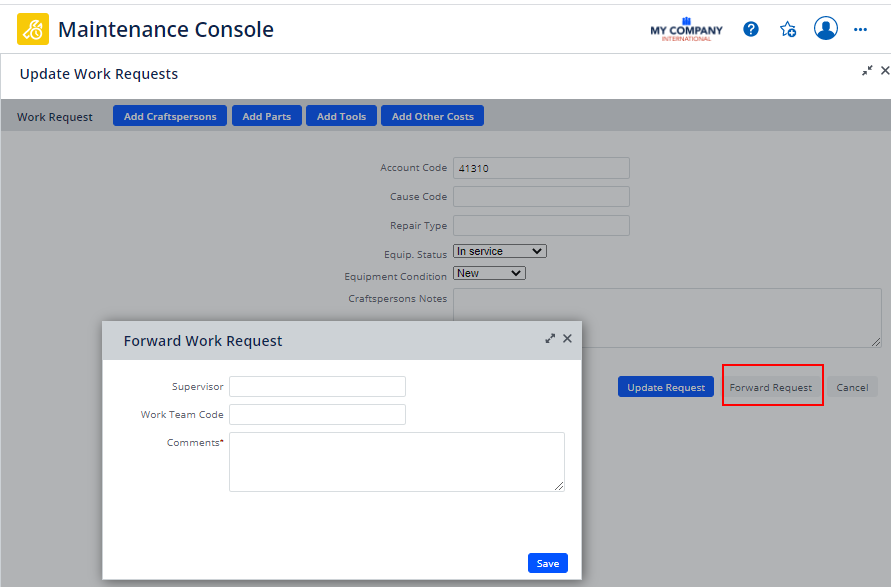 Maintenance Console
MY COMPANY
INTERNATIONAL
?
Update Work Requests
Work Request
Add Craftspersons
Add Parts
Add Tools
Add Other Costs
Account Code 41310
Cause Code
Repair Type
Equip. Status In service
Equipment Condition New
Craftspersons Notes
Update Request
Forward Request
Cancel
Forward Work Request
Supervisor
Work Team Code
Comments*
Save